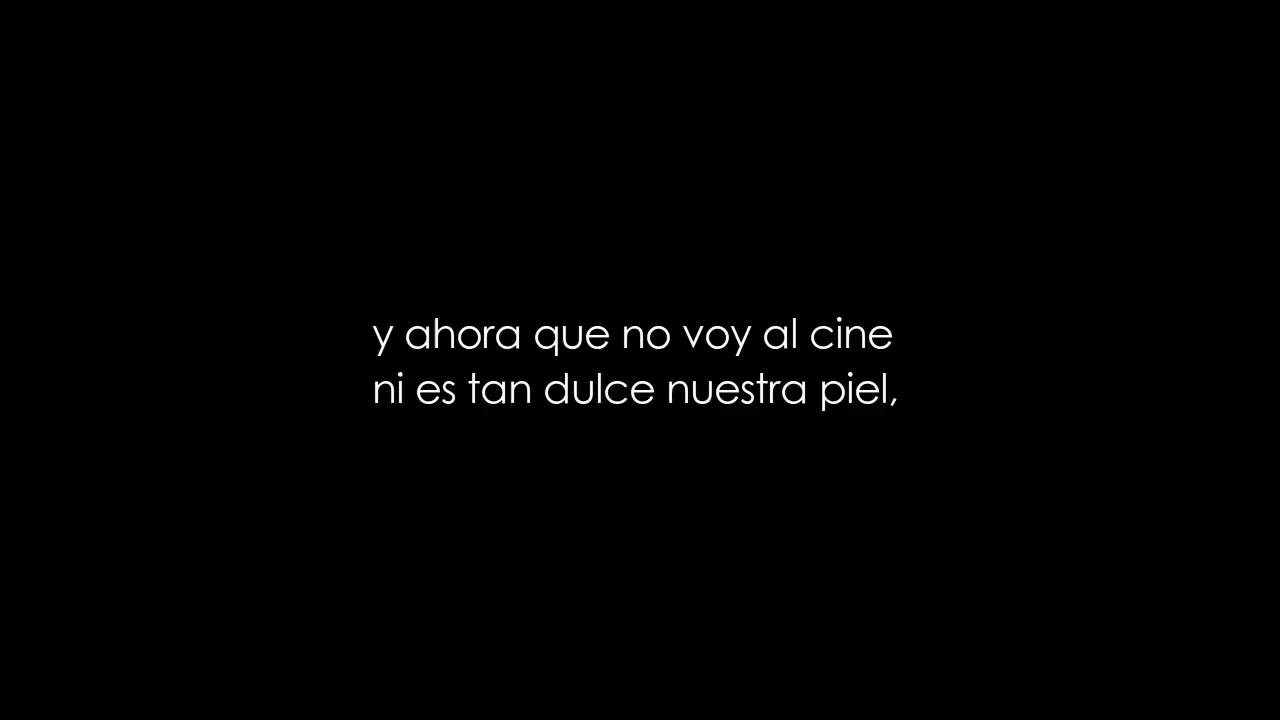 y ahora que no voy al cine
ni es tan dulce nuestra piel,